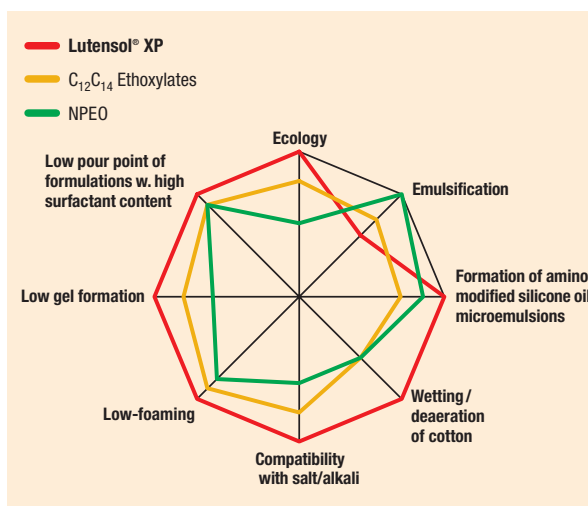 Lutensol® XP
C₁₂C₁₄ Ethoxylates
NPEO
Ecology
Low pour point of
formulations w. high
surfactant content
Emulsification
Low gel formation
Formation of amino
modified silicone oil
microemulsions
Low-foaming
Wetting/
deaeration
of cotton
Compatibility
with salt/alkali